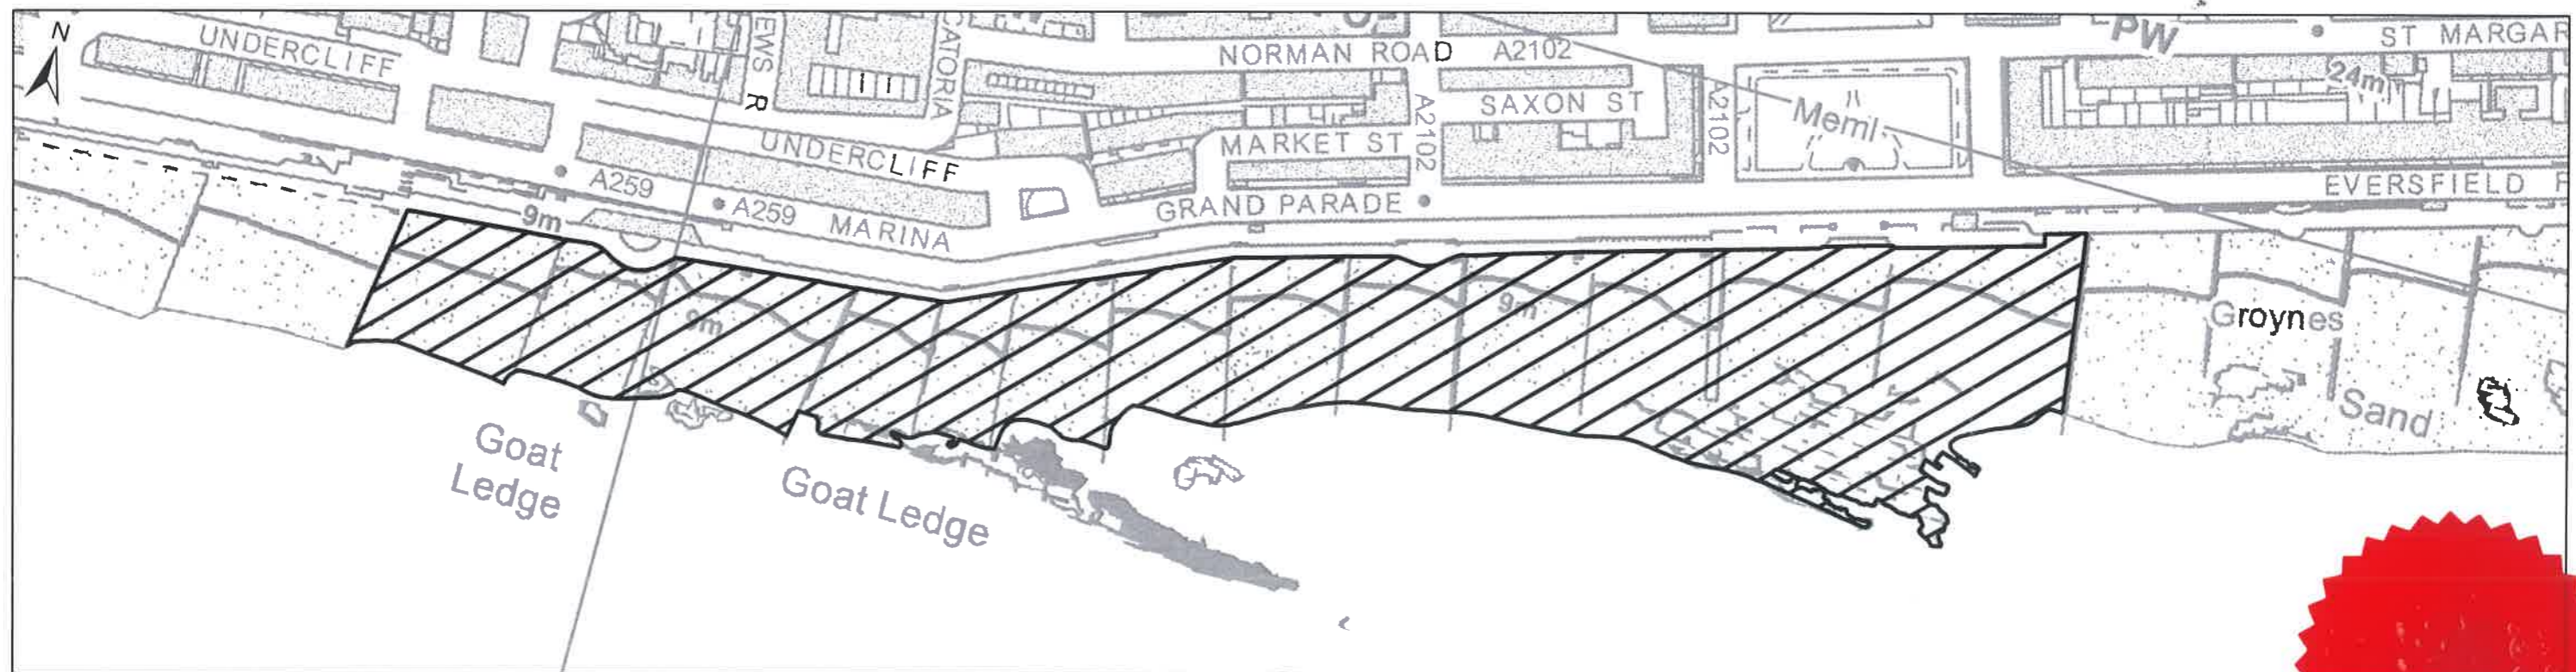 N
UNDERCLIFF
EWS R
CATORIA
NORMAN ROAD
A2102
PW
ST MARGAR
24m
SAXON ST
A2102
A2102
Meml
MARKET ST
UNDERCLIFF
A259
A259
MARINA
9m
GRAND PARADE
EVERSFIELD P
9m
9m
Groynes
Sand
Goat
Ledge
Goat Ledge